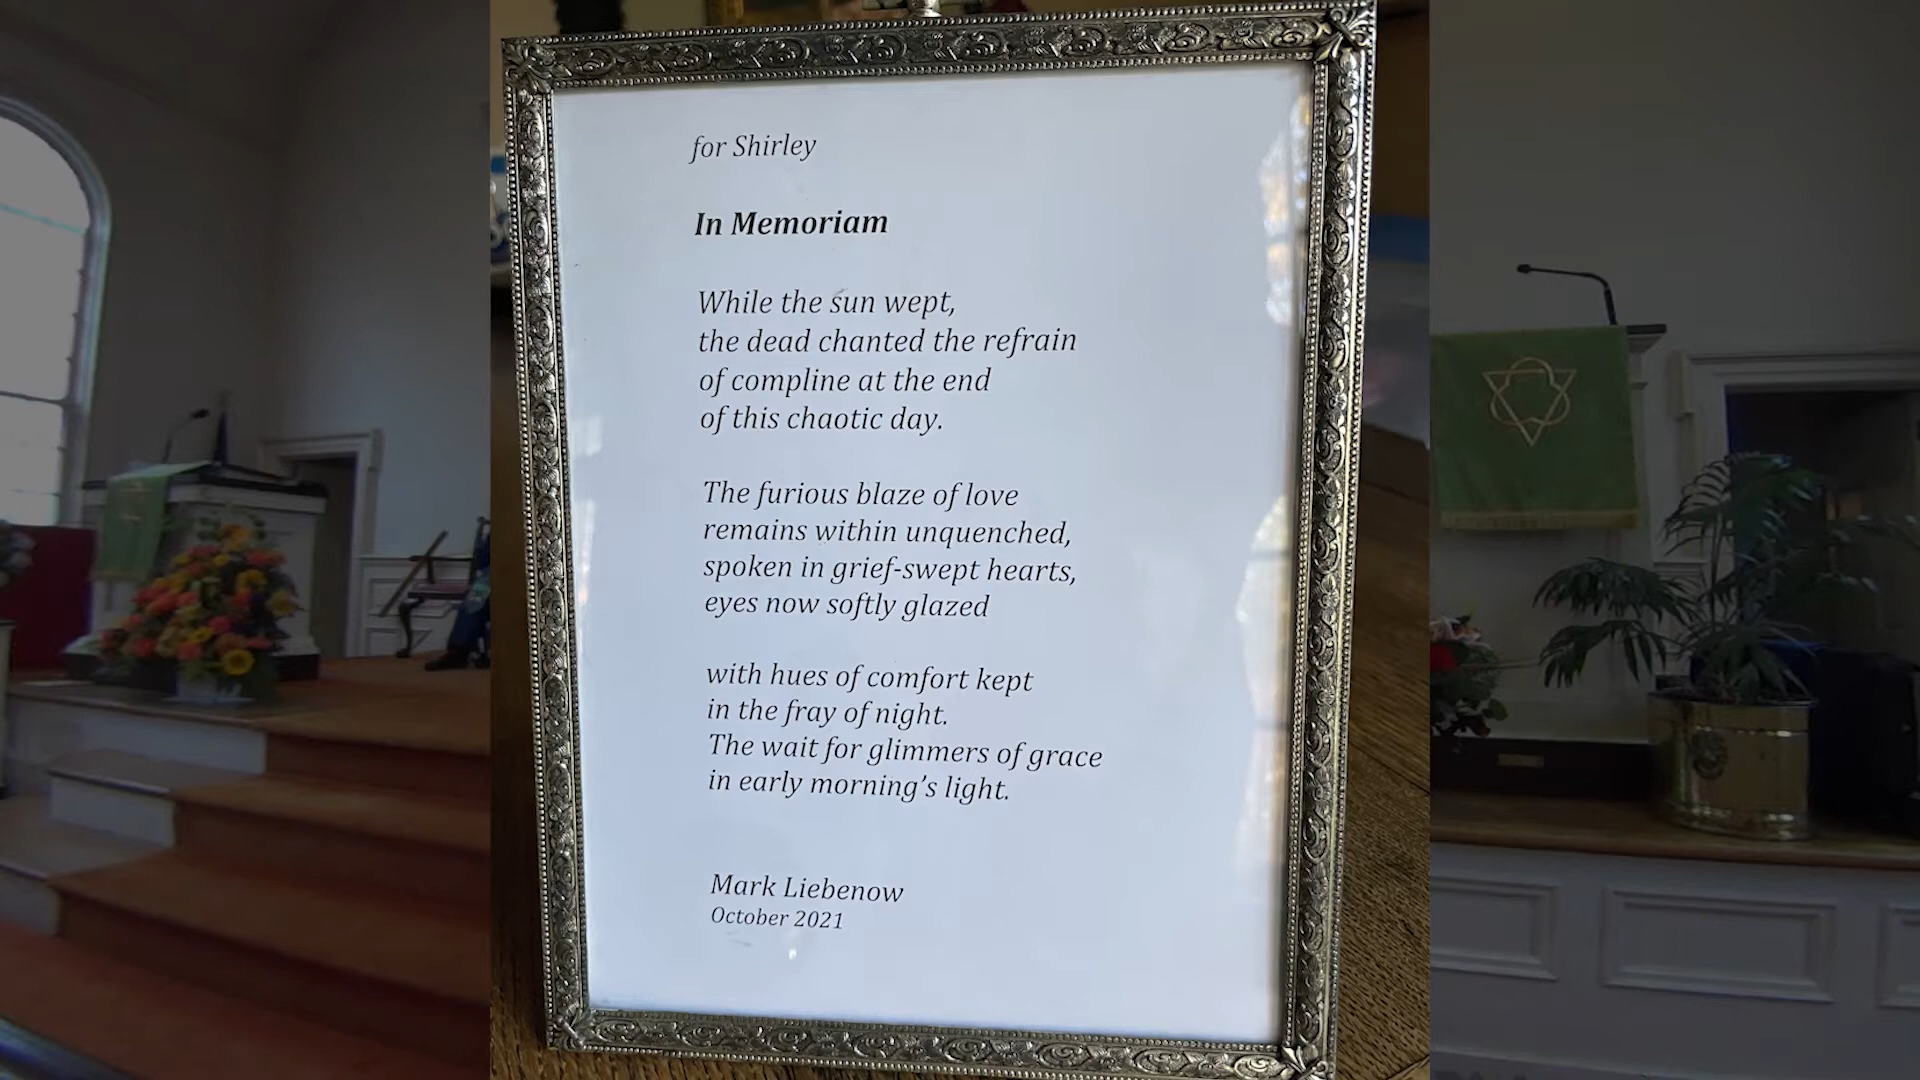 for Shirley
In Memoriam
While the sun wept,
the dead chanted the refrain
of compline at the end
of this chaotic day.
The furious blaze of love
remains within unquenched,
spoken in grief-swept hearts,
eyes now softly glazed
with hues of comfort kept
in the fray of night.
The wait for glimmers of grace
in early morning's light.
Mark Liebenow
October 2021